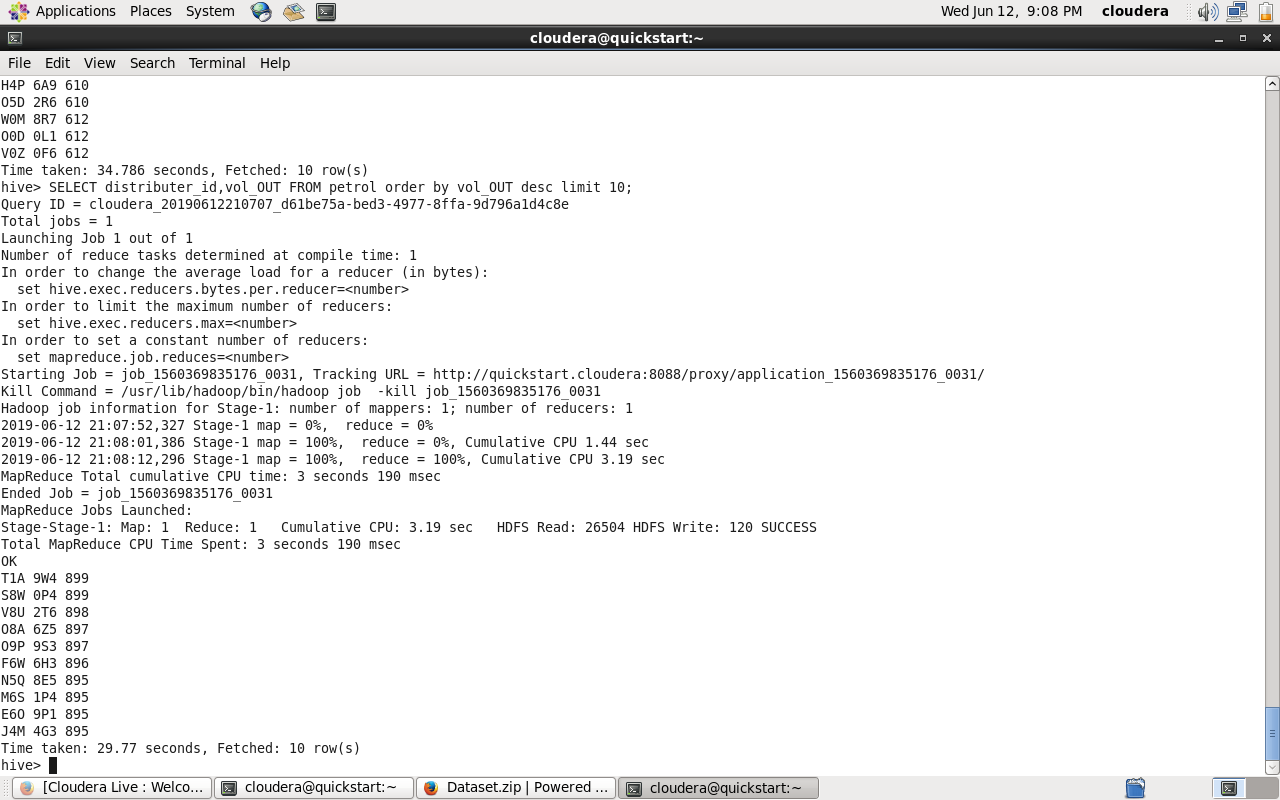 Applications Places System Wed Jun 12, 9:08 PM cloudera
cloudera@quickstart:~
File Edit View Search Terminal Help
H4P 6A9 610
O5D 2R6 610
W0M 8R7 612
O0D 0L1 612
V0Z 0F6 612
Time taken: 34.786 seconds, Fetched: 10 row(s)
hive> SELECT distributer_id,vol_OUT FROM petrol order by vol_OUT desc limit 10;
Query ID = cloudera_20190612210707_d61be75a-bed3-4977-8ffa-9d796a1d4c8e
Total jobs = 1
Launching Job 1 out of 1
Number of reduce tasks determined at compile time: 1
In order to change the average load for a reducer (in bytes):
  set hive.exec.reducers.bytes.per.reducer=<number>
In order to limit the maximum number of reducers:
  set hive.exec.reducers.max=<number>
In order to set a constant number of reducers:
  set mapreduce.job.reduces=<number>
Starting Job = job_1560369835176_0031, Tracking URL = http://quickstart.cloudera:8088/proxy/application_1560369835176_0031/
Kill Command = /usr/lib/hadoop/bin/hadoop job  -kill job_1560369835176_0031
Hadoop job information for Stage-1: number of mappers: 1; number of reducers: 1
2019-06-12 21:07:52,327 Stage-1 map = 0%,  reduce = 0%
2019-06-12 21:08:01,386 Stage-1 map = 100%,  reduce = 0%, Cumulative CPU 1.44 sec
2019-06-12 21:08:12,296 Stage-1 map = 100%,  reduce = 100%, Cumulative CPU 3.19 sec
MapReduce Total cumulative CPU time: 3 seconds 190 msec
Ended Job = job_1560369835176_0031
MapReduce Jobs Launched:
Stage-Stage-1: Map: 1  Reduce: 1   Cumulative CPU: 3.19 sec   HDFS Read: 26504 HDFS Write: 120 SUCCESS
Total MapReduce CPU Time Spent: 3 seconds 190 msec
OK
T1A 9W4 899
S8W 0P4 899
V8U 2T6 898
O8A 6Z5 897
O9P 9S3 897
F6W 6H3 896
N5Q 8E5 895
M6S 1P4 895
E6O 9P1 895
J4M 4G3 895
Time taken: 29.77 seconds, Fetched: 10 row(s)
hive>
[Cloudera Live : Welco... cloudera@quickstart:~ Dataset.zip | Powered ... cloudera@quickstart:~